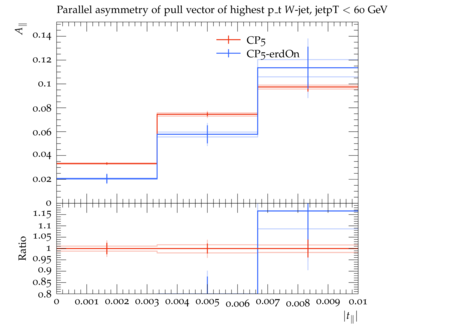 Parallel asymmetry of pull vector of highest p_t W-jet, jetpT < 60 GeV
A∥
CP5
CP5-erdOn
0.14
0.12
0.1
0.08
0.06
0.04
0.02
0
1.15
1.1
1.05
1
0.95
0.9
0.85
0.8
Ratio
0 0.001 0.002 0.003 0.004 0.005 0.006 0.007 0.008 0.009 0.01
|t∥|